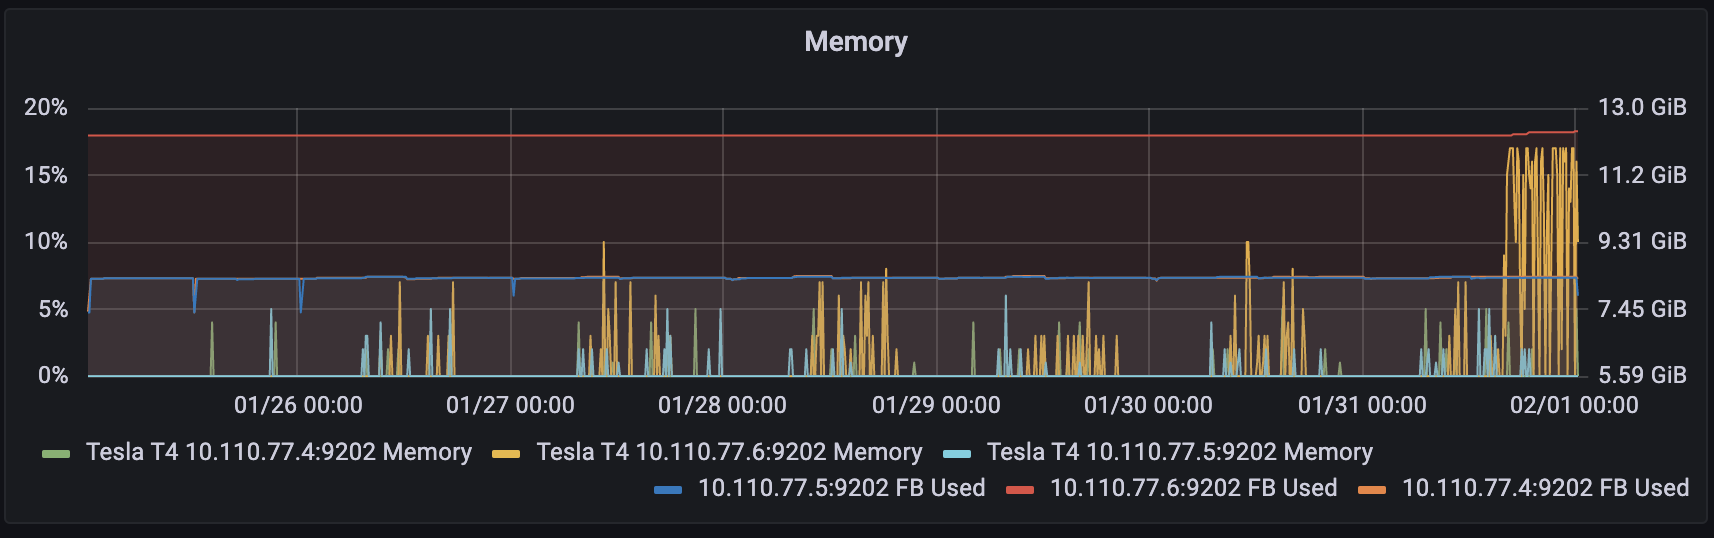 Memory
20% 13.0 GiB
15% 11.2 GiB
10% 9.31 GiB
5% 7.45 GiB
0% 5.59 GiB
01/26 00:00 01/27 00:00 01/28 00:00 01/29 00:00 01/30 00:00 01/31 00:00 02/01 00:00
Tesla T4 10.110.77.4:9202 Memory Tesla T4 10.110.77.6:9202 Memory Tesla T4 10.110.77.5:9202 Memory
10.110.77.5:9202 FB Used 10.110.77.6:9202 FB Used 10.110.77.4:9202 FB Used